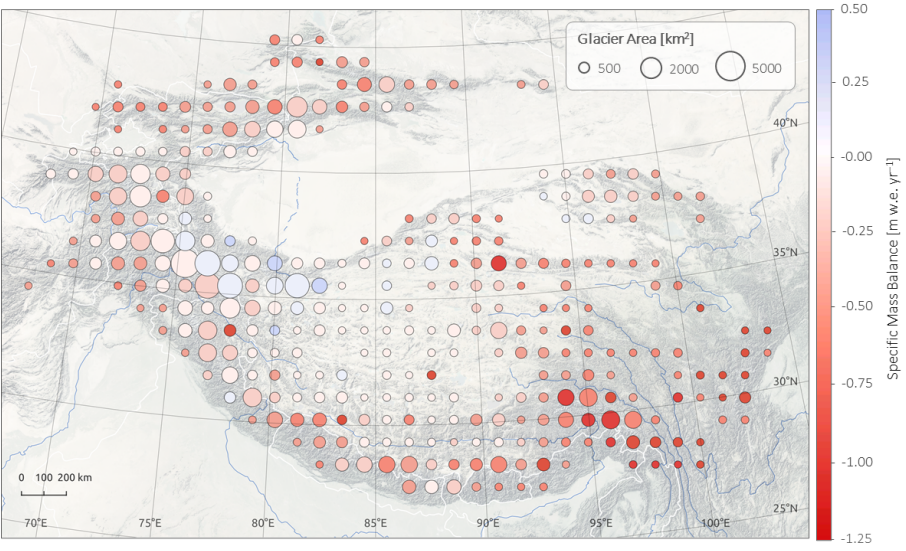 Glacier Area [km²]
500 2000 5000
40°N
35°N
30°N
25°N
0 100 200 km
70°E 75°E 80°E 85°E 90°E 95°E 100°E
0.50
0.25
-0.00
-0.25
-0.50
-0.75
-1.00
-1.25
Specific Mass Balance [m w.e. yr⁻¹]